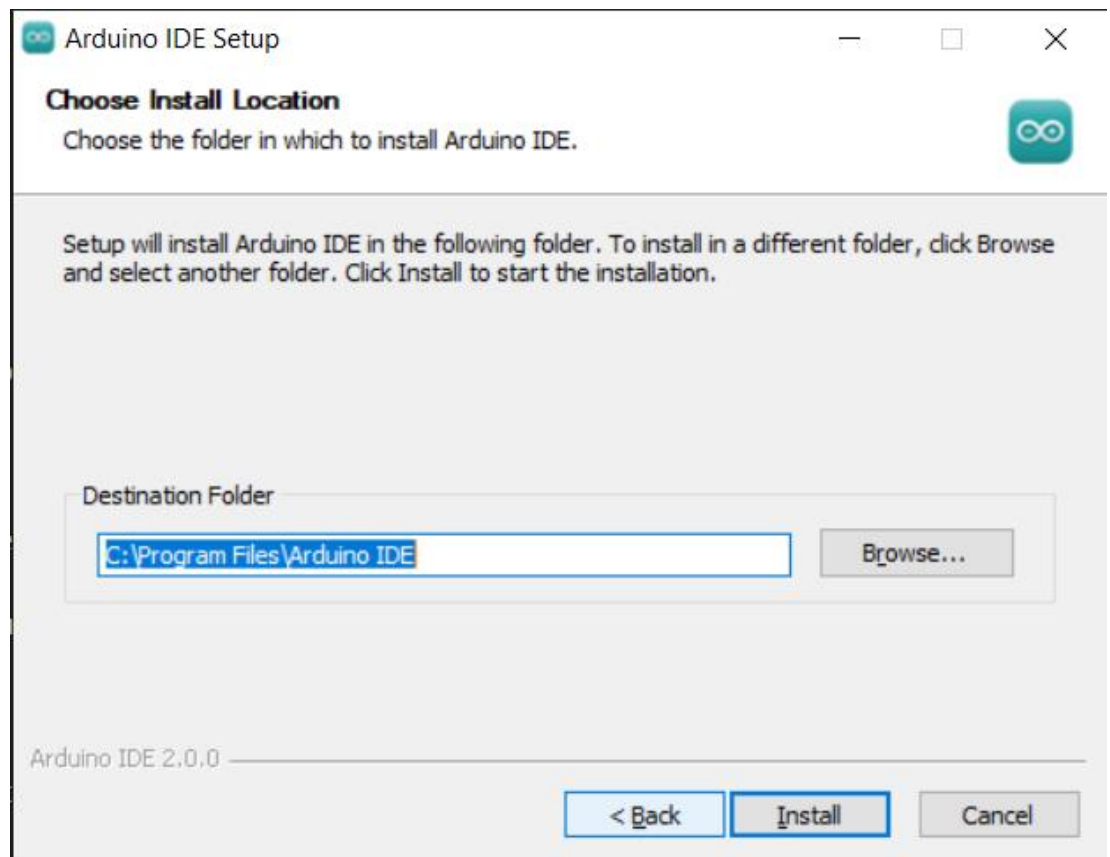 Arduino IDE Setup
Choose Install Location
Choose the folder in which to install Arduino IDE.
Setup will install Arduino IDE in the following folder. To install in a different folder, click Browse
and select another folder. Click Install to start the installation.
Destination Folder
C:\Program Files\Arduino IDE
Browse...
Arduino IDE 2.0.0
< Back
Install
Cancel